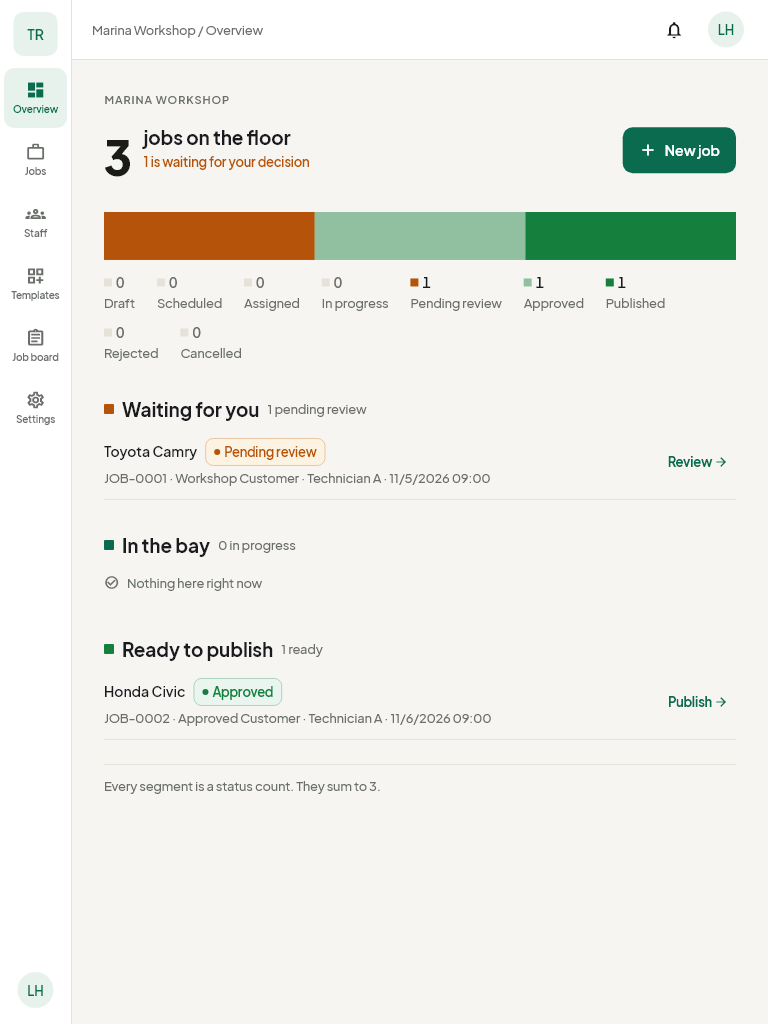 TR
Marina Workshop / Overview
LH
Overview
Jobs
Staff
Templates
Job board
Settings
LH
MARINA WORKSHOP
3 jobs on the floor
1 is waiting for your decision
+ New job
0 Draft
0 Scheduled
0 Assigned
0 In progress
1 Pending review
1 Approved
1 Published
0 Rejected
0 Cancelled
Waiting for you 1 pending review
Toyota Camry Pending review
JOB-0001 · Workshop Customer · Technician A · 11/5/2026 09:00
Review →
In the bay 0 in progress
Nothing here right now
Ready to publish 1 ready
Honda Civic Approved
JOB-0002 · Approved Customer · Technician A · 11/6/2026 09:00
Publish →
Every segment is a status count. They sum to 3.